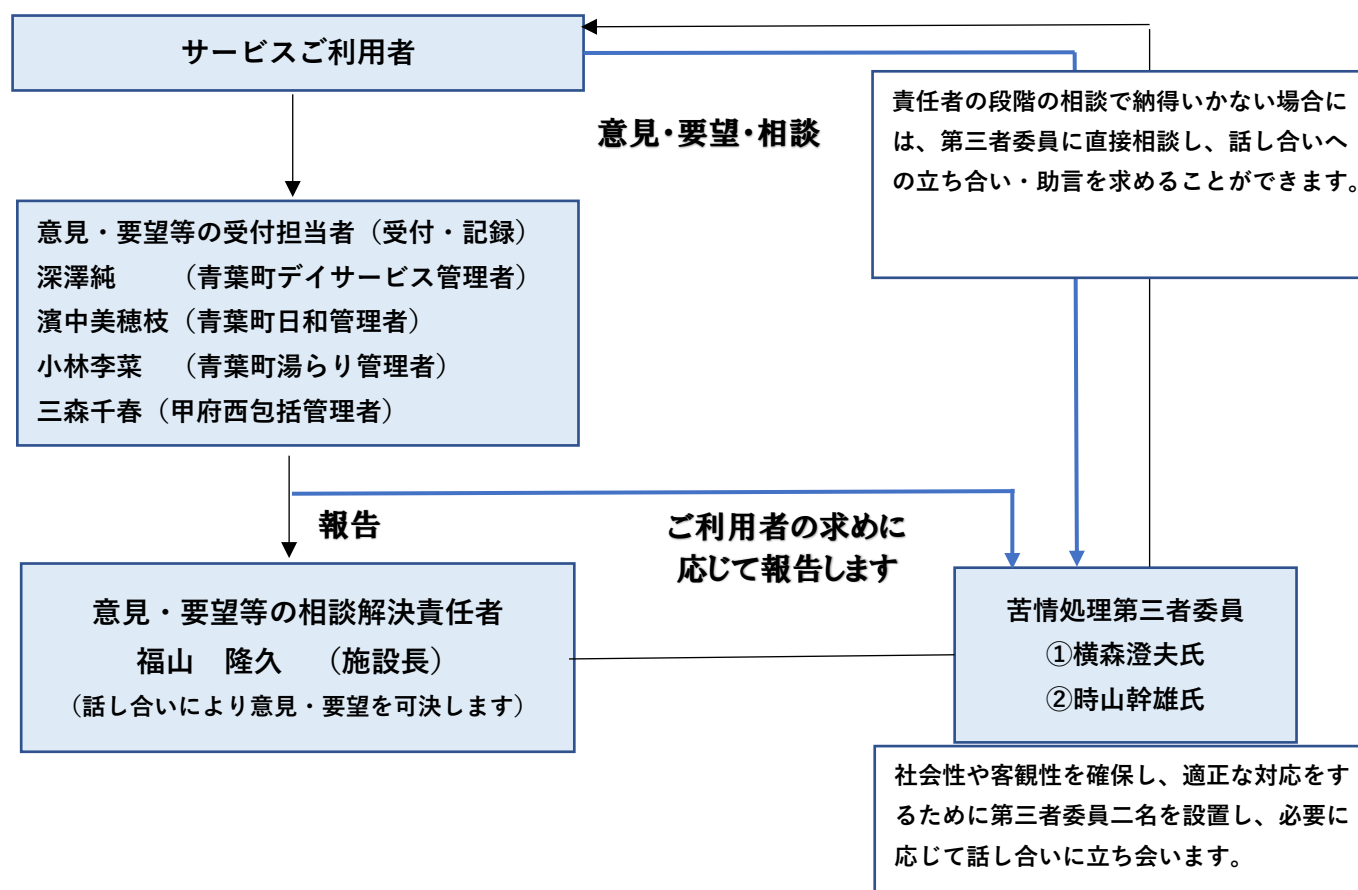 サービスご利用者
意見・要望・相談
責任者の段階の相談で納得いかない場合に
は、第三者委員に直接相談し、話し合いへ
の立ち合い・助言を求めることができます。
意見・要望等の受付担当者（受付・記録）
深澤純　　（青葉町デイサービス管理者）
濱中美穂枝（青葉町日和管理者）
小林李菜　（青葉町湯らり管理者）
三森千春（甲府西包括管理者）
報告
ご利用者の求めに
応じて報告します
意見・要望等の相談解決責任者
福山　隆久　（施設長）
（話し合いにより意見・要望を可決します）
苦情処理第三者委員
①横森澄夫氏
②時山幹雄氏
社会性や客観性を確保し、適正な対応をす
るために第三者委員二名を設置し、必要に
応じて話し合いに立ち会います。